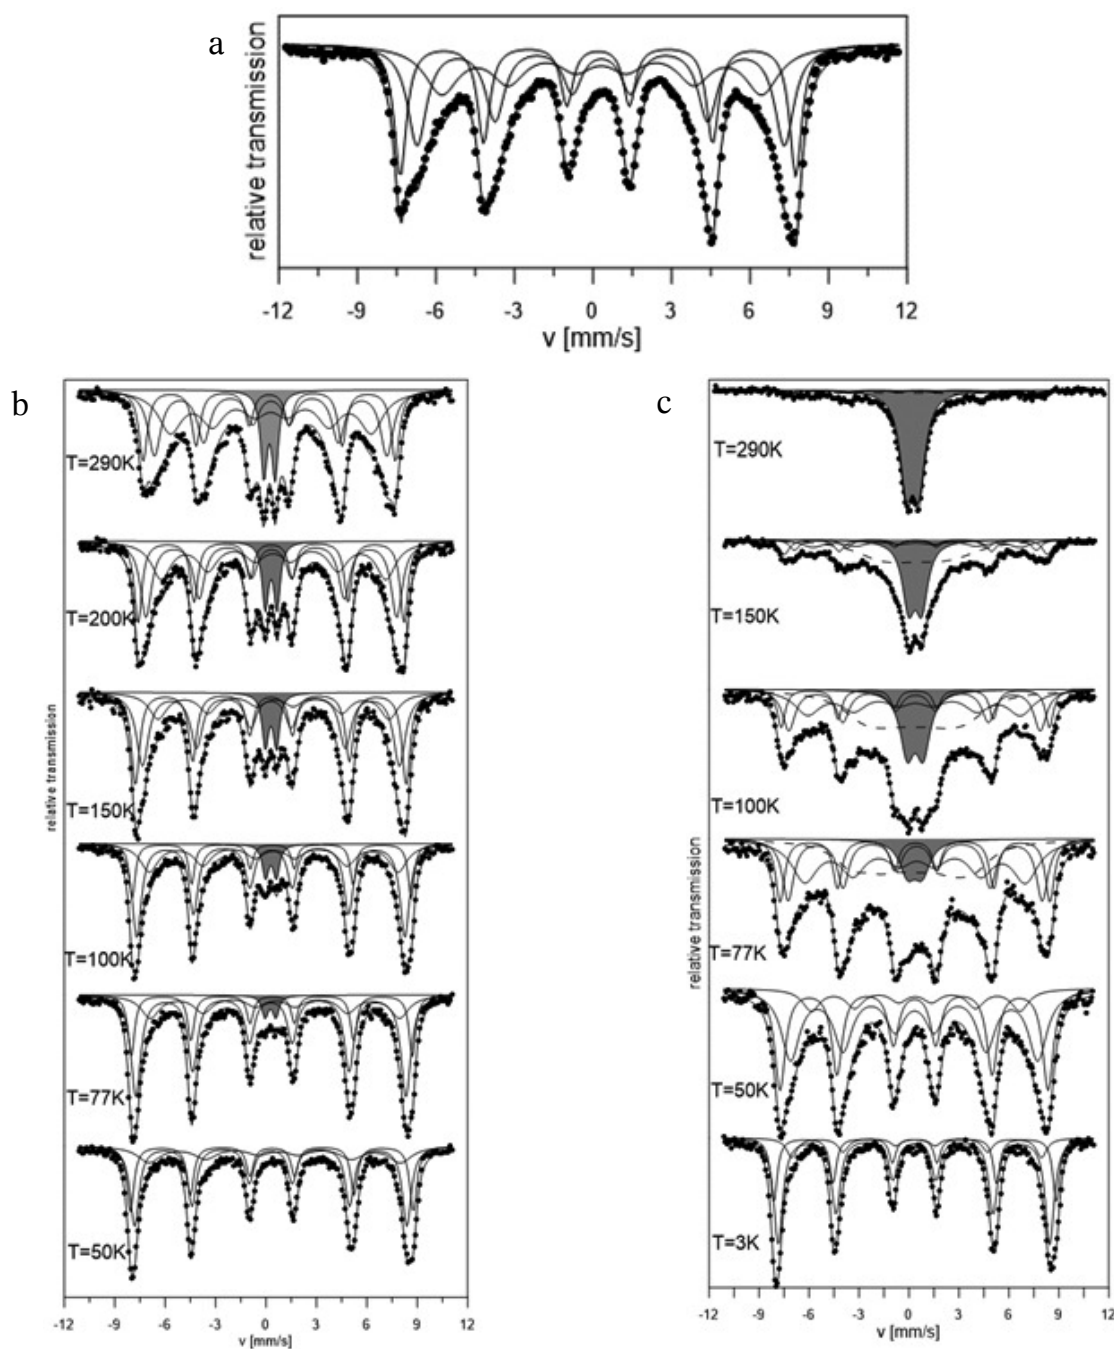 a
relative transmission
-12 -9 -6 -3 0 3 6 9 12
v [mm/s]
b
relative transmission
T=290K
T=200K
T=150K
T=100K
T=77K
T=50K
-12 -9 -6 -3 0 3 6 9 12
v [mm/s]
c
relative transmission
T=290K
T=150K
T=100K
T=77K
T=50K
T=3K
-12 -9 -6 -3 0 3 6 9 12
v [mm/s]